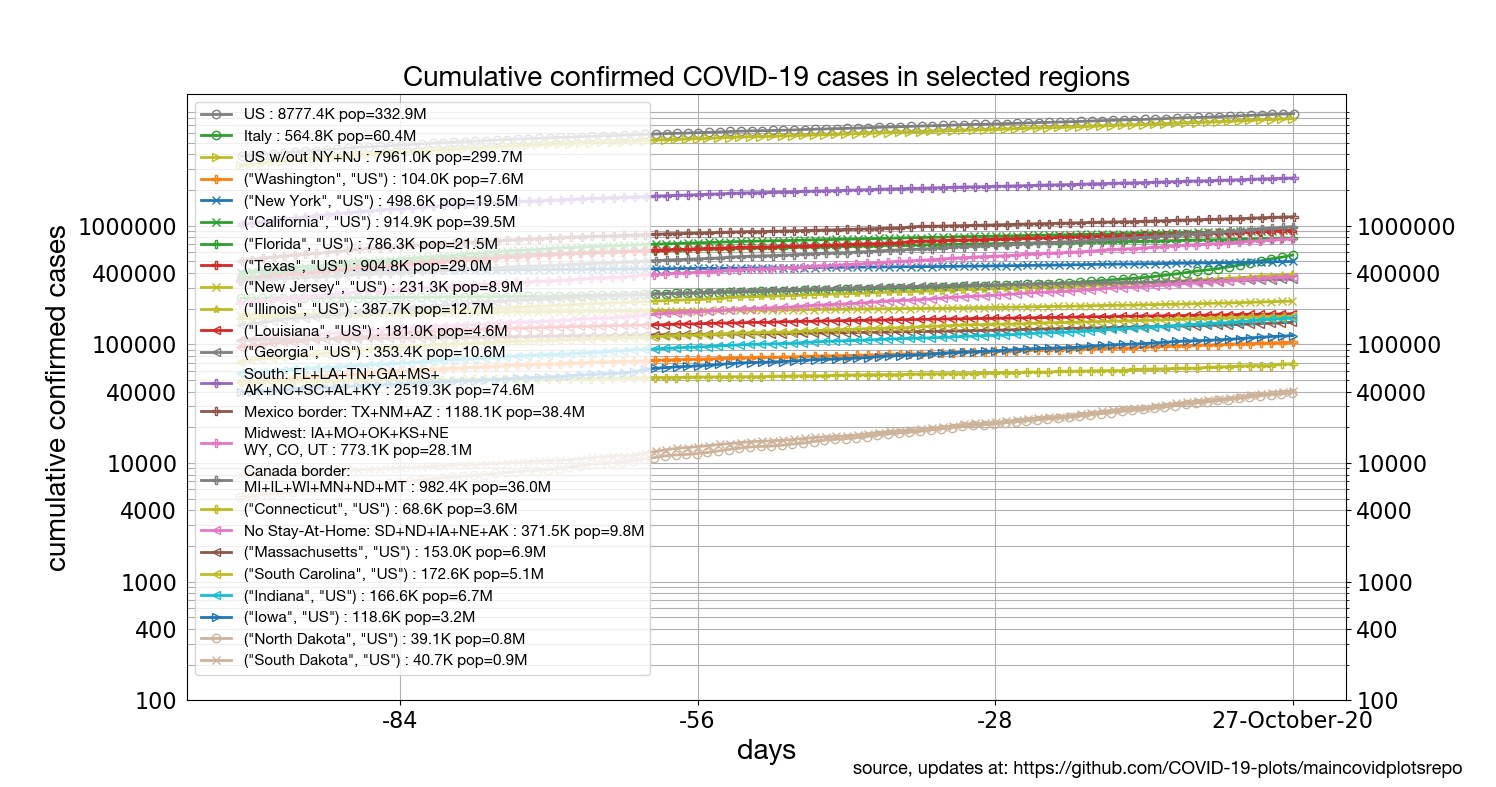 Cumulative confirmed COVID-19 cases in selected regions
US : 8777.4K pop=332.9M
Italy : 564.8K pop=60.4M
US w/out NY+NJ : 7961.0K pop=299.7M
("Washington", "US") : 104.0K pop=7.6M
("New York", "US") : 498.6K pop=19.5M
("California", "US") : 914.9K pop=39.5M
("Florida", "US") : 786.3K pop=21.5M
("Texas", "US") : 904.8K pop=29.0M
("New Jersey", "US") : 231.3K pop=8.9M
("Illinois", "US") : 387.7K pop=12.7M
("Louisiana", "US") : 181.0K pop=4.6M
("Georgia", "US") : 353.4K pop=10.6M
South: FL+LA+TN+GA+MS+
AK+NC+SC+AL+KY : 2519.3K pop=74.6M
Mexico border: TX+NM+AZ : 1188.1K pop=38.4M
Midwest: IA+MO+OK+KS+NE
WY, CO, UT : 773.1K pop=28.1M
Canada border:
MI+IL+WI+MN+ND+MT : 982.4K pop=36.0M
("Connecticut", "US") : 68.6K pop=3.6M
No Stay-At-Home: SD+ND+IA+NE+AK : 371.5K pop=9.8M
("Massachusetts", "US") : 153.0K pop=6.9M
("South Carolina", "US") : 172.6K pop=5.1M
("Indiana", "US") : 166.6K pop=6.7M
("Iowa", "US") : 118.6K pop=3.2M
("North Dakota", "US") : 39.1K pop=0.8M
("South Dakota", "US") : 40.7K pop=0.9M
cumulative confirmed cases
1000000
400000
100000
40000
10000
4000
1000
400
100
1000000
400000
100000
40000
10000
4000
1000
400
100
-84
-56
-28
27-October-20
days
source, updates at: https://github.com/COVID-19-plots/maincovidplotsrepo